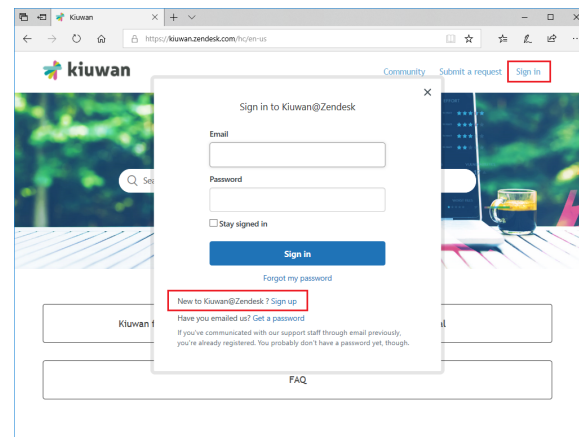 Kiuwan
https://kiuwan.zendesk.com/hc/en-us
kiuwan
Community Submit a request Sign in
Sign in to Kiuwan@Zendesk
Email
Password
Stay signed in
Sign in
Forgot my password
New to Kiuwan@Zendesk ? Sign up
Have you emailed us? Get a password
If you've communicated with our support staff through email previously,
you're already registered. You probably don't have a password yet, though.
Kiuwan
FAQ